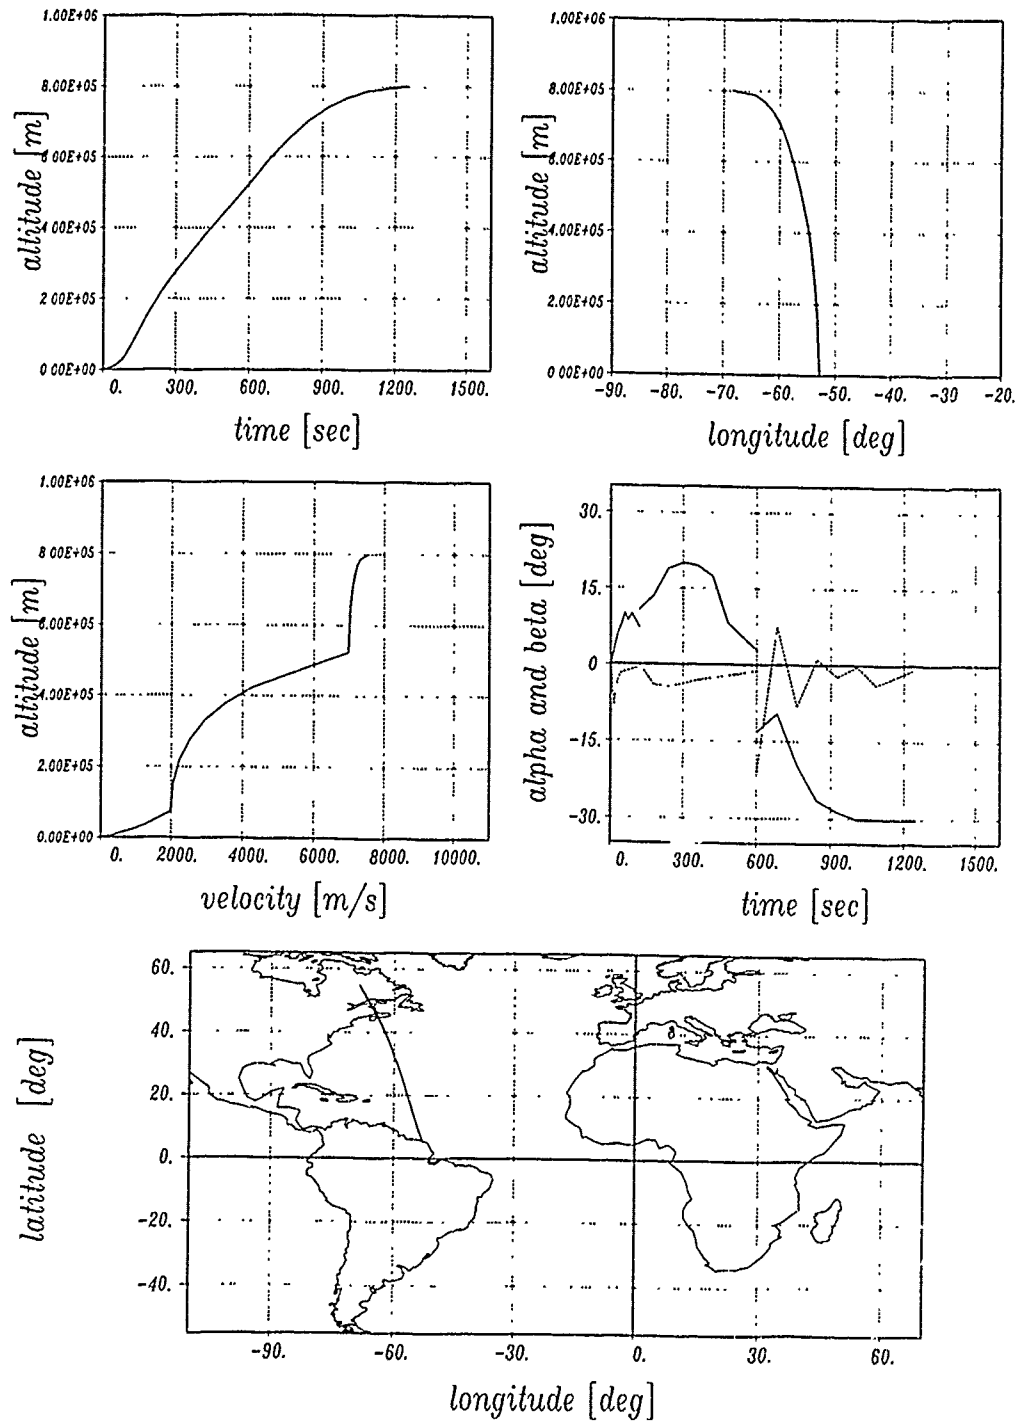 1.00E+06
8.00E+05
6.00E+05
4.00E+05
2.00E+05
0.00E+00
altitude [m]
0. 300. 600. 900. 1200. 1500.
time [sec]
1.00E+06
8.00E+05
6.00E+05
4.00E+05
2.00E+05
0.00E+00
altitude [m]
-90. -80. -70. -60. -50. -40. -30. -20.
longitude [deg]
1.00E+06
8.00E+05
6.00E+05
4.00E+05
2.00E+05
0.00E+00
altitude [m]
0. 2000. 4000. 6000. 8000. 10000.
velocity [m/s]
30.
15.
0
-15.
-30.
alpha and beta [deg]
0. 300. 600. 900. 1200. 1500.
time [sec]
60.
40.
20.
0.
-20.
-40.
latitude [deg]
-90. -60. -30. 0. 30. 60.
longitude [deg]